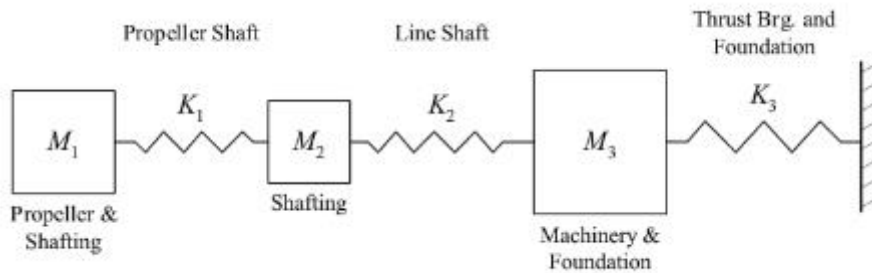 Propeller Shaft
Line Shaft
Thrust Brg. and
Foundation
K1
K2
K3
M1
M2
M3
Propeller &
Shafting
Shafting
Machinery &
Foundation